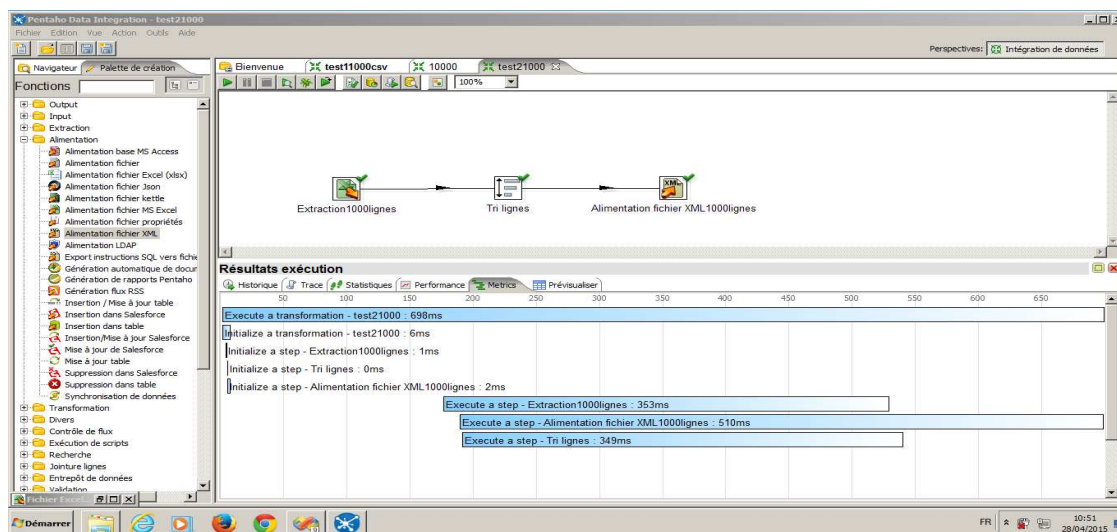 Pentaho Data Integration - test21000
Fichier Edition Vue Action Outils Aide
Perspectives: Intégration de données
Navigateur Palette de création
Bienvenue test11000csv 10000 test21000
Fonctions
100%
Output
Input
Extraction
Alimentation
Alimentation base MS Access
Alimentation fichier
Alimentation fichier Excel (xlsx)
Alimentation fichier Json
Alimentation fichier kettle
Alimentation fichier MS Excel
Alimentation fichier propriétés
Alimentation fichier XML
Alimentation LDAP
Export instructions SQL vers fichie
Génération automatique de docur
Génération de rapports Pentaho
Génération flux RSS
Insertion / Mise à jour table
Insertion dans Salesforce
Insertion dans table
Insertion/Mise à jour Salesforce
Mise à jour de Salesforce
Mise à jour table
Suppression dans Salesforce
Suppression dans table
Synchronisation de données
Transformation
Divers
Contrôle de flux
Exécution de scripts
Recherche
Jointure lignes
Entrepôt de données
Validation
Fichier Excel
XML
Extraction1000lignes Tri lignes Alimentation fichier XML1000lignes
Résultats exécution
Historique Trace Statistiques Performance Metrics Prévisualiser
50 100 150 200 250 300 350 400 450 500 550 600 650
Execute a transformation - test21000 : 698ms
Initialize a transformation - test21000 : 6ms
Initialize a step - Extraction1000lignes : 1ms
Initialize a step - Tri lignes : 0ms
Initialize a step - Alimentation fichier XML1000lignes : 2ms
Execute a step - Extraction1000lignes : 353ms
Execute a step - Alimentation fichier XML1000lignes : 510ms
Execute a step - Tri lignes : 349ms
Démarrer
FR
10:51
28/04/2015